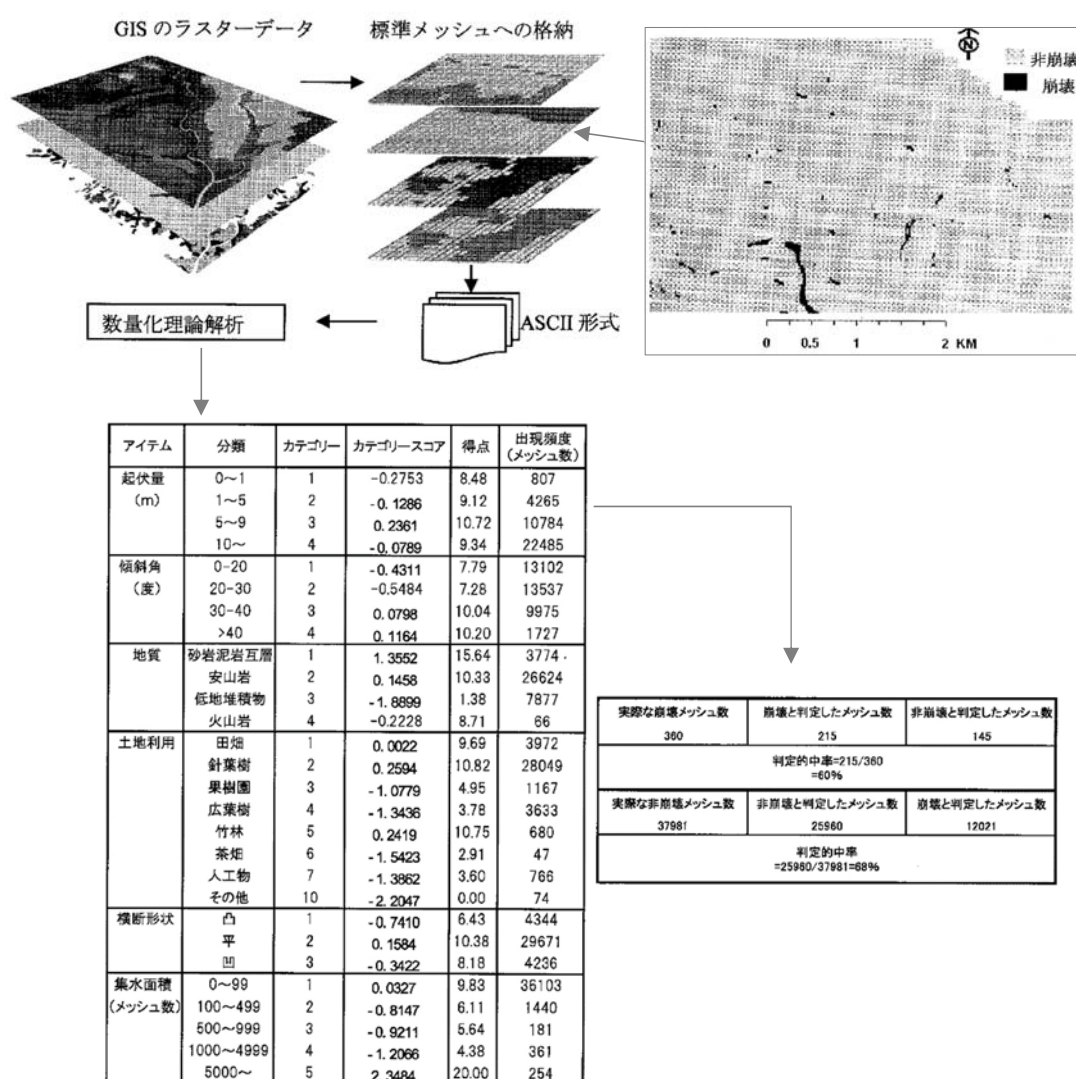 GIS のラスターデータ
標準メッシュへの格納
N
非崩壊
崩壊
0 0.5 1 2 KM
数量化理論解析
ASCII 形式
アイテム 分類 カテゴリー カテゴリースコア 得点 出現頻度
(メッシュ数)
起伏量 0～1 1 -0.2753 8.48 807
(m) 1～5 2 -0.1286 9.12 4265
5～9 3 0.2361 10.72 10784
10～ 4 -0.0789 9.34 22485
傾斜角 0-20 1 -0.4311 7.79 13102
(度) 20-30 2 -0.5484 7.28 13537
30-40 3 0.0798 10.04 9975
>40 4 0.1164 10.20 1727
地質 砂岩泥岩互層 1 1.3552 15.64 3774
安山岩 2 0.1458 10.33 26624
低地堆積物 3 -1.8899 1.38 7877
火山岩 4 -0.2228 8.71 66
土地利用 田畑 1 0.0022 9.69 3972
針葉樹 2 0.2594 10.82 28049
果樹園 3 -1.0779 4.95 1167
広葉樹 4 -1.3436 3.78 3633
竹林 5 0.2419 10.75 680
茶畑 6 -1.5423 2.91 47
人工物 7 -1.3862 3.60 766
その他 10 -2.2047 0.00 74
横断形状 凸 1 -0.7410 6.43 4344
平 2 0.1584 10.38 29671
凹 3 -0.3422 8.18 4236
集水面積 0～99 1 0.0327 9.83 36103
(メッシュ数) 100～499 2 -0.8147 6.11 1440
500～999 3 -0.9211 5.64 181
1000～4999 4 -1.2066 4.38 361
5000～ 5 2.3484 20.00 254
実際な崩壊メッシュ数 崩壊と判定したメッシュ数 非崩壊と判定したメッシュ数
360 215 145
判定的中率=215/360
=60%
実際な非崩壊メッシュ数 非崩壊と判定したメッシュ数 崩壊と判定したメッシュ数
37981 25960 12021
判定的中率
=25960/37981=68%